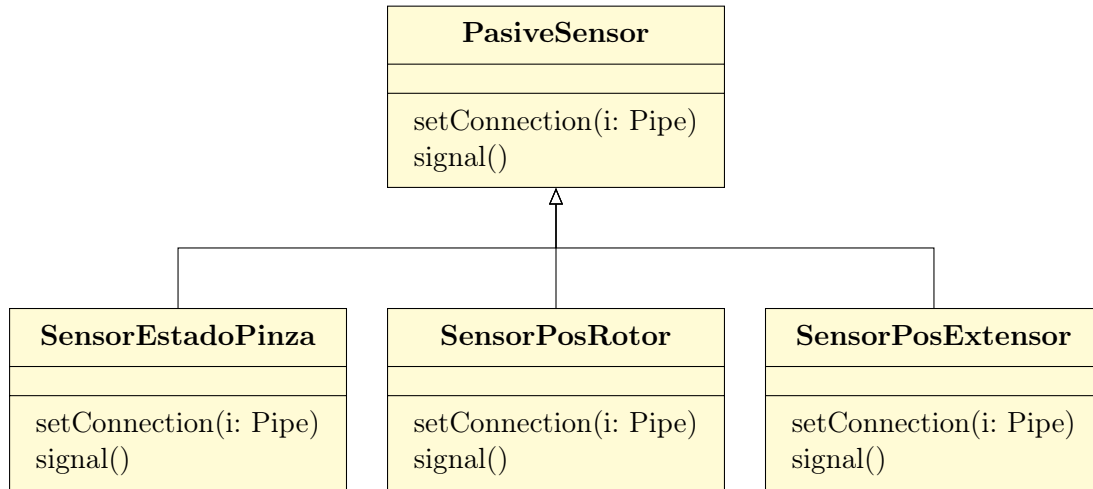 PasiveSensor
setConnection(i: Pipe)
signal()
SensorEstadoPinza
setConnection(i: Pipe)
signal()
SensorPosRotor
setConnection(i: Pipe)
signal()
SensorPosExtensor
setConnection(i: Pipe)
signal()